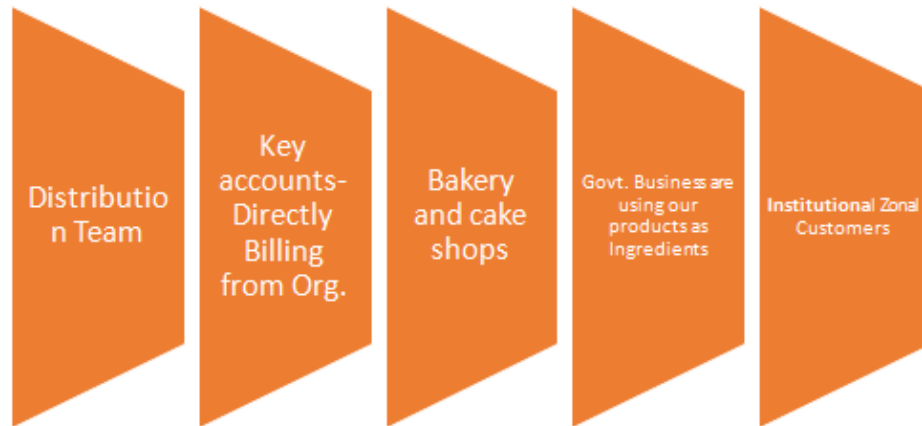 Distributio
n Team
Key
accounts-
Directly
Billing
from Org.
Bakery
and cake
shops
Govt. Business are
using our
products as
Ingredients
Institutional Zonal
Customers